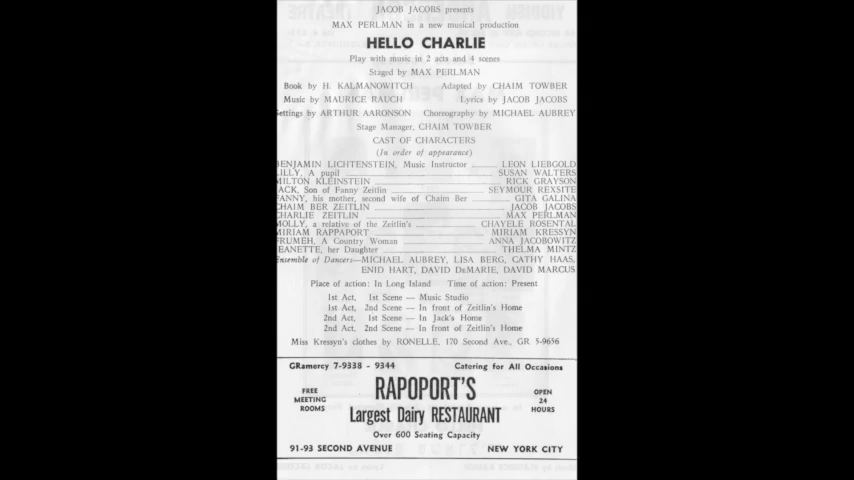 JACOB JACOBS presents
MAX PERLMAN in a new musical production
HELLO CHARLIE
Play with music in 2 acts and 4 scenes
Staged by MAX PERLMAN
Book by H. KALMANOWITCH Adapted by CHAIM TOWBER
Music by MAURICE RAUCH Lyrics by JACOB JACOBS
Settings by ARTHUR AARONSON Choreography by MICHAEL AUBREY
Stage Manager, CHAIM TOWBER
CAST OF CHARACTERS
(In order of appearance)
BENJAMIN LICHTENSTEIN, Music Instructor LEON LIEBGOLD
LILLY, A pupil SUSAN WALTERS
MILTON KLEINSTEIN RICK GRAYSON
JACK, Son of Fanny Zeitlin SEYMOUR REXSITE
FANNY, his mother, second wife of Chaim Ber GITA GALINA
CHAIM BER ZEITLIN JACOB JACOBS
CHARLIE ZEITLIN MAX PERLMAN
MOLLY, a relative of the Zeitlin's CHAYELE ROSENTAL
MIRIAM RAPPAPORT MIRIAM KRESSYN
FRUMEH, A Country Woman ANNA JACOBOWITZ
JEANETTE, her Daughter THELMA MINTZ
Ensemble of Dancers—MICHAEL AUBREY, LISA BERG, CATHY HAAS,
ENID HART, DAVID DeMARIE, DAVID MARCUS
Place of action: In Long Island Time of action: Present
1st Act, 1st Scene — Music Studio
1st Act, 2nd Scene — In front of Zeitlin's Home
2nd Act, 1st Scene — In Jack's Home
2nd Act, 2nd Scene — In front of Zeitlin's Home
Miss Kressyn's clothes by RONELLE, 170 Second Ave., GR 5-9656
GRamercy 7-9338 - 9344 Catering for All Occasions
FREE MEETING ROOMS
RAPOPORT'S
OPEN 24 HOURS
Largest Dairy RESTAURANT
Over 600 Seating Capacity
91-93 SECOND AVENUE NEW YORK CITY